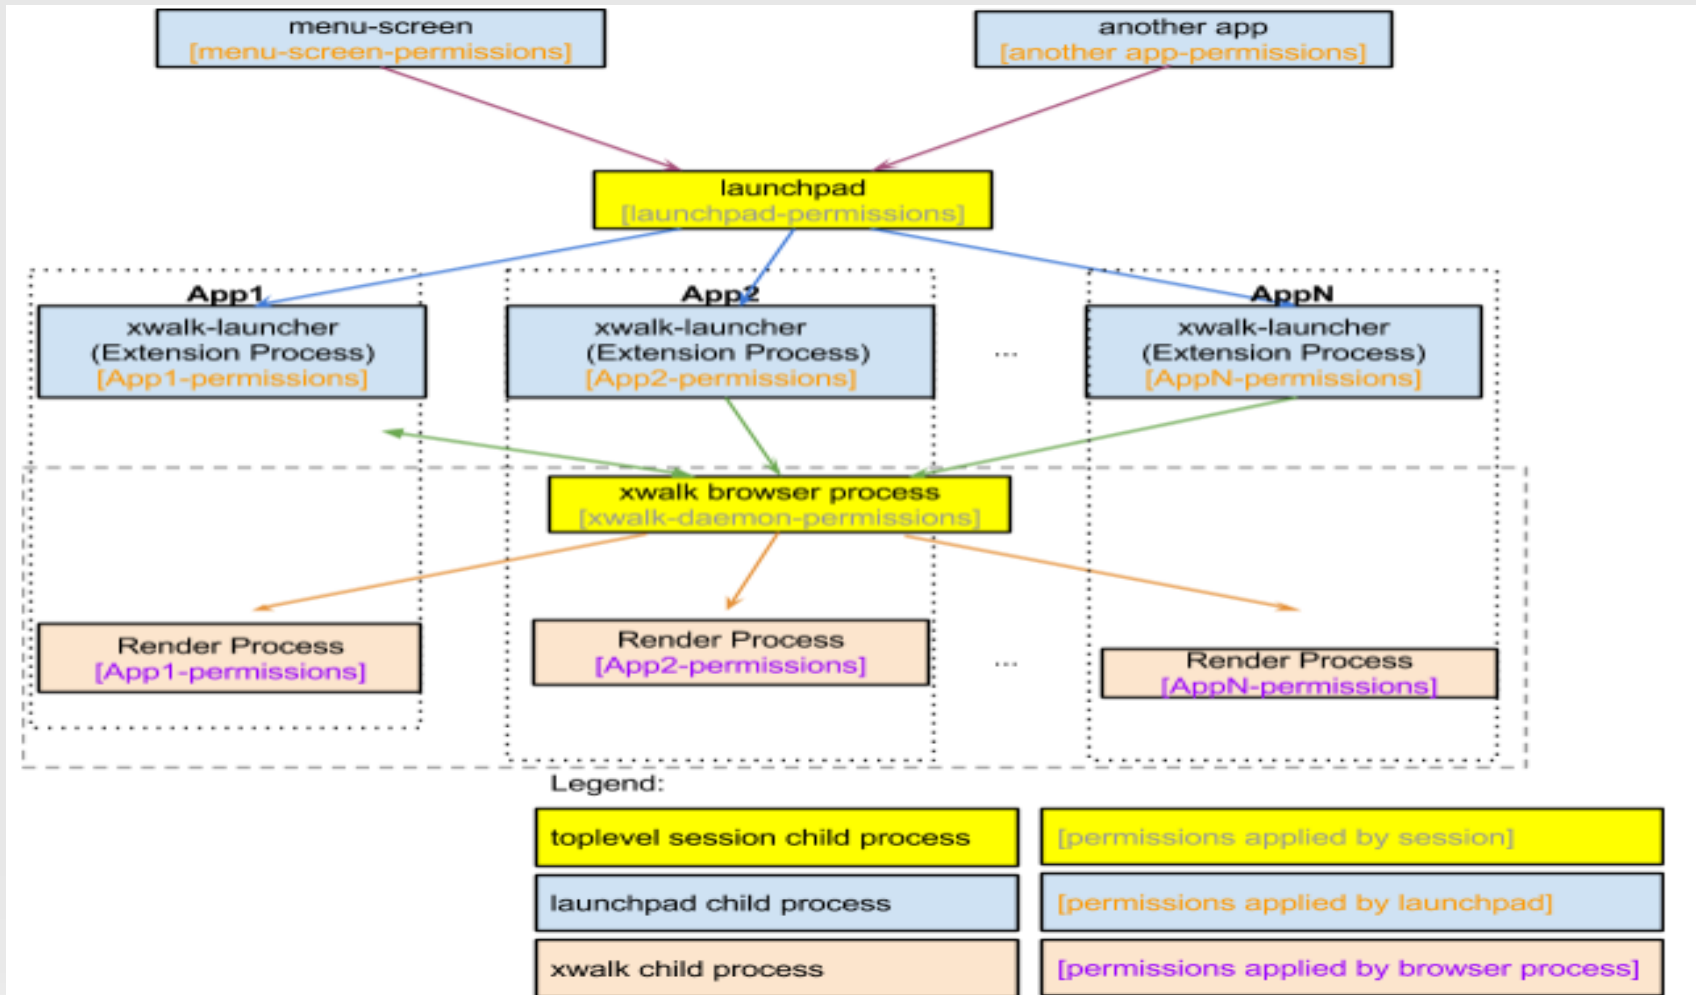 menu-screen
[menu-screen-permissions]
another app
[another app-permissions]
launchpad
[launchpad-permissions]
App1
App2
AppN
xwalk-launcher
(Extension Process)
[App1-permissions]
xwalk-launcher
(Extension Process)
[App2-permissions]
...
xwalk-launcher
(Extension Process)
[AppN-permissions]
xwalk browser process
[xwalk-daemon-permissions]
Render Process
[App1-permissions]
Render Process
[App2-permissions]
...
Render Process
[AppN-permissions]
Legend:
toplevel session child process
[permissions applied by session]
launchpad child process
[permissions applied by launchpad]
xwalk child process
[permissions applied by browser process]